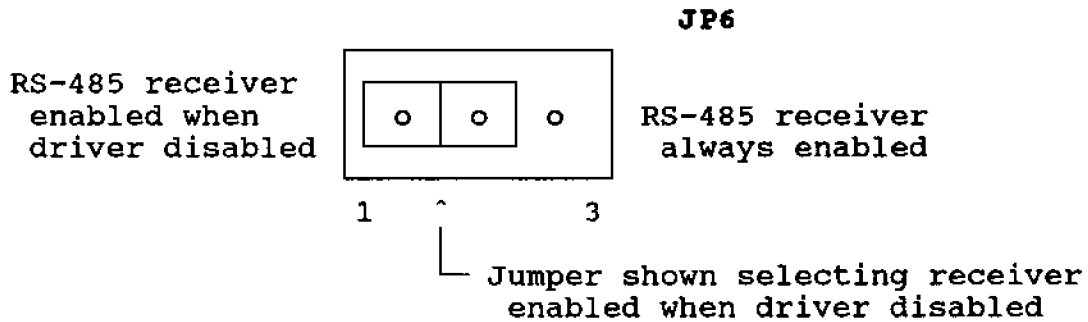 JP6
RS-485 receiver
enabled when
driver disabled
o o o
RS-485 receiver
always enabled
1 ^ 3
Jumper shown selecting receiver
enabled when driver disabled